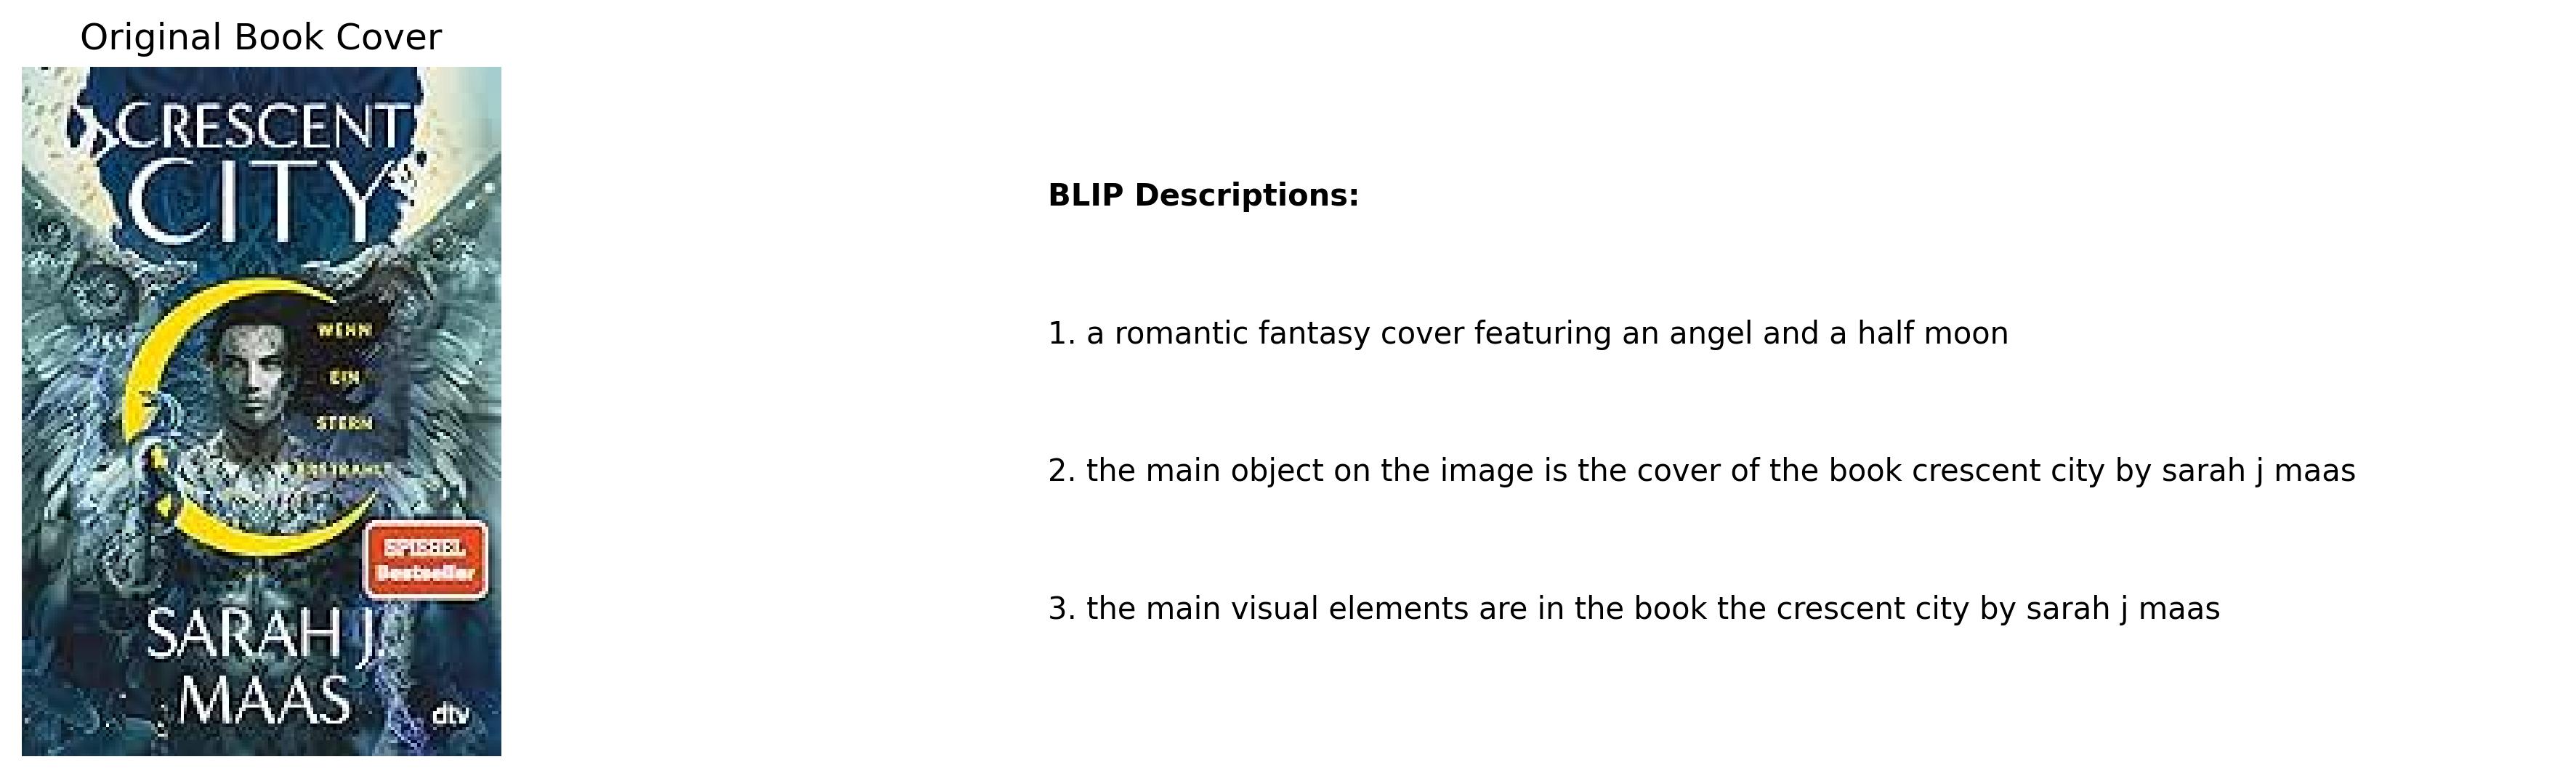 Original Book Cover
CRESCENT
CITY
WENN
EIN
STERN
ERSTRAHLT
SPIEGEL
Bestseller
SARAH J.
MAAS
dtv
BLIP Descriptions:
1. a romantic fantasy cover featuring an angel and a half moon
2. the main object on the image is the cover of the book crescent city by sarah j maas
3. the main visual elements are in the book the crescent city by sarah j maas